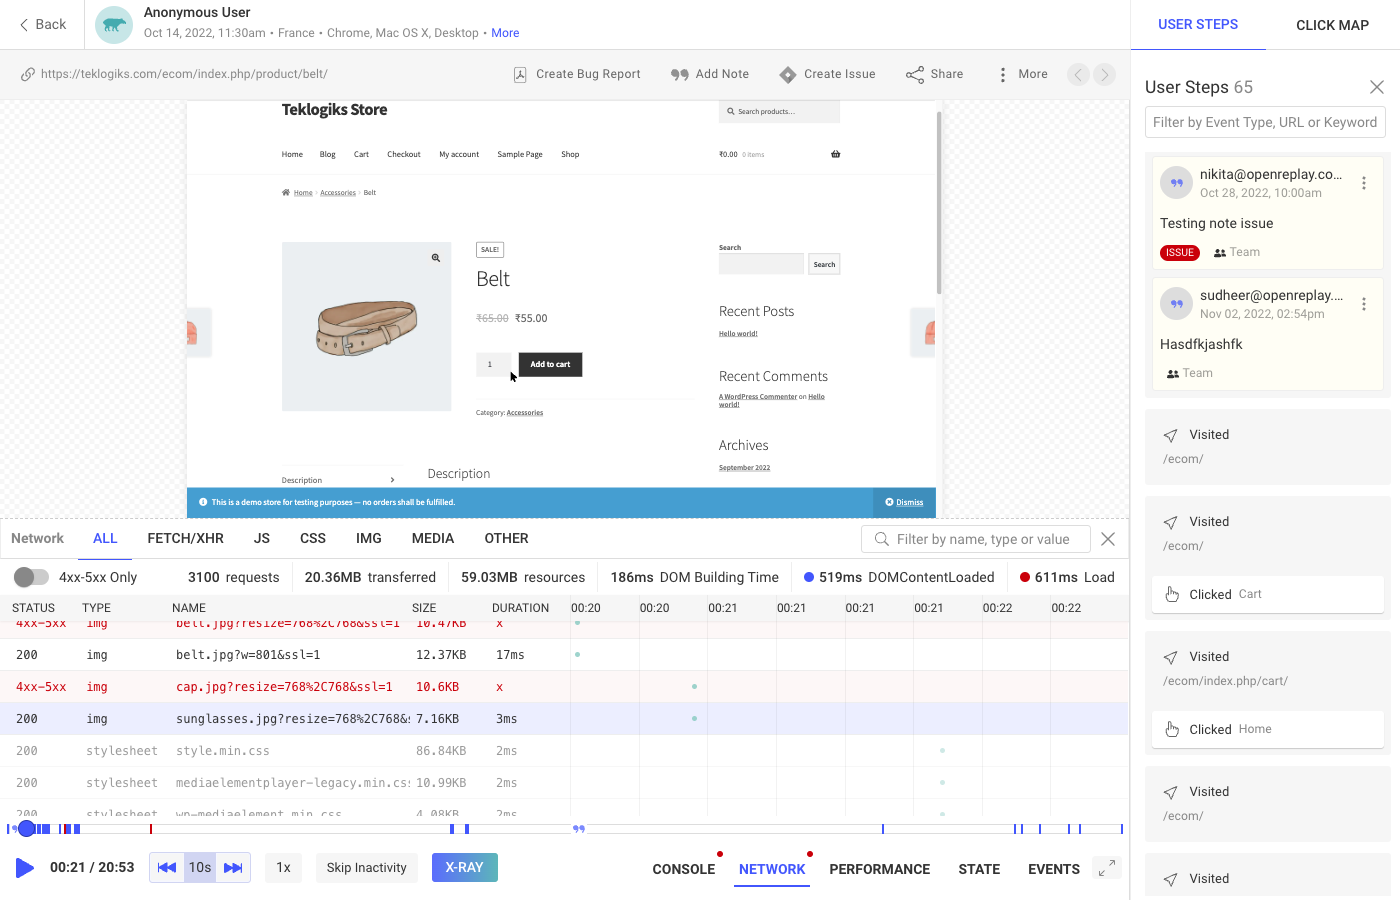 Back
Anonymous User
Oct 14, 2022, 11:30am • France • Chrome, Mac OS X, Desktop • More
USER STEPS
CLICK MAP
https://teklogiks.com/ecom/index.php/product/belt/
Create Bug Report
Add Note
Create Issue
Share
More
Teklogiks Store
Search products…
Home Blog Cart Checkout My account Sample Page Shop
₹0.00 0 items
Home › Accessories › Belt
SALE!
Belt
₹65.00 ₹55.00
1
Add to cart
Category: Accessories
Description
Description
Search
Search
Recent Posts
Hello world!
Recent Comments
A WordPress Commenter on Hello
world!
Archives
September 2022
This is a demo store for testing purposes — no orders shall be fulfilled.
Dismiss
Network ALL FETCH/XHR JS CSS IMG MEDIA OTHER
Filter by name, type or value
4xx-5xx Only
3100 requests
20.36MB transferred
59.03MB resources
186ms DOM Building Time
519ms DOMContentLoaded
611ms Load
STATUS TYPE NAME SIZE DURATION 00:20 00:20 00:21 00:21 00:21 00:21 00:22 00:22
4xx-5xx img belt.jpg?resize=768%2C768&ssl=1 10.47KB x
200 img belt.jpg?w=801&ssl=1 12.37KB 17ms
4xx-5xx img cap.jpg?resize=768%2C768&ssl=1 10.6KB x
200 img sunglasses.jpg?resize=768%2C768&s 7.16KB 3ms
200 stylesheet style.min.css 86.84KB 2ms
200 stylesheet mediaelementplayer-legacy.min.cs 10.99KB 2ms
200 stylesheet wp-mediaelement.min.css 4.08KB 2ms
00:21 / 20:53
10s
1x
Skip Inactivity
X-RAY
CONSOLE NETWORK PERFORMANCE STATE EVENTS
User Steps 65
Filter by Event Type, URL or Keyword
nikita@openreplay.co...
Oct 28, 2022, 10:00am
Testing note issue
ISSUE Team
sudheer@openreplay....
Nov 02, 2022, 02:54pm
Hasdfkjashfk
Team
Visited
/ecom/
Visited
/ecom/
Clicked Cart
Visited
/ecom/index.php/cart/
Clicked Home
Visited
/ecom/
Visited